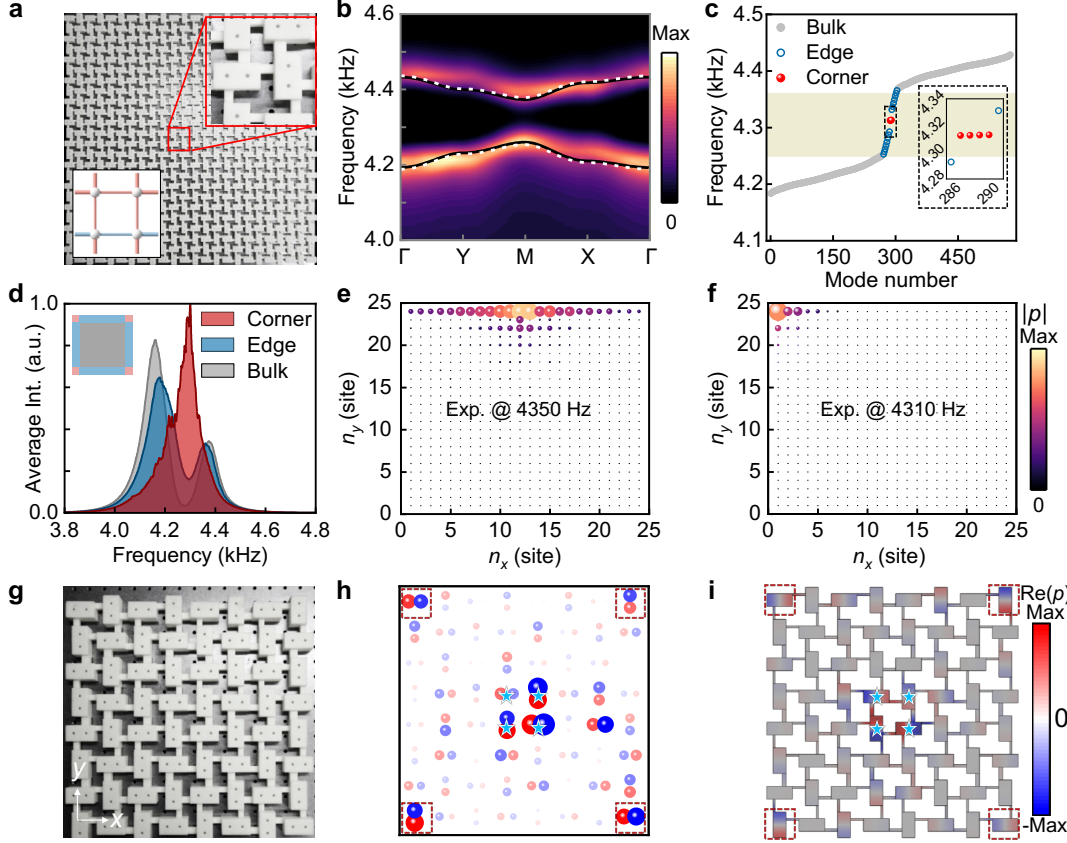 a
b
4.6
4.4
4.2
4.0
Frequency (kHz)
Γ Y M X Γ
Max
0
c
Bulk
Edge
Corner
4.5
4.4
4.3
4.2
4.1
Frequency (kHz)
0 150 300 450
Mode number
4.34
4.32
4.30
4.28
286 290
d
1.0
0.0
Average Int. (a.u.)
Corner
Edge
Bulk
3.8 4.0 4.2 4.4 4.6 4.8
Frequency (kHz)
e
25
20
15
10
5
0
n_y (site)
Exp. @ 4350 Hz
0 5 10 15 20 25
n_x (site)
f
25
20
15
10
5
0
n_y (site)
Exp. @ 4310 Hz
0 5 10 15 20 25
n_x (site)
|p|
Max
0
g
y
x
h
i
Re(p)
Max
0
-Max